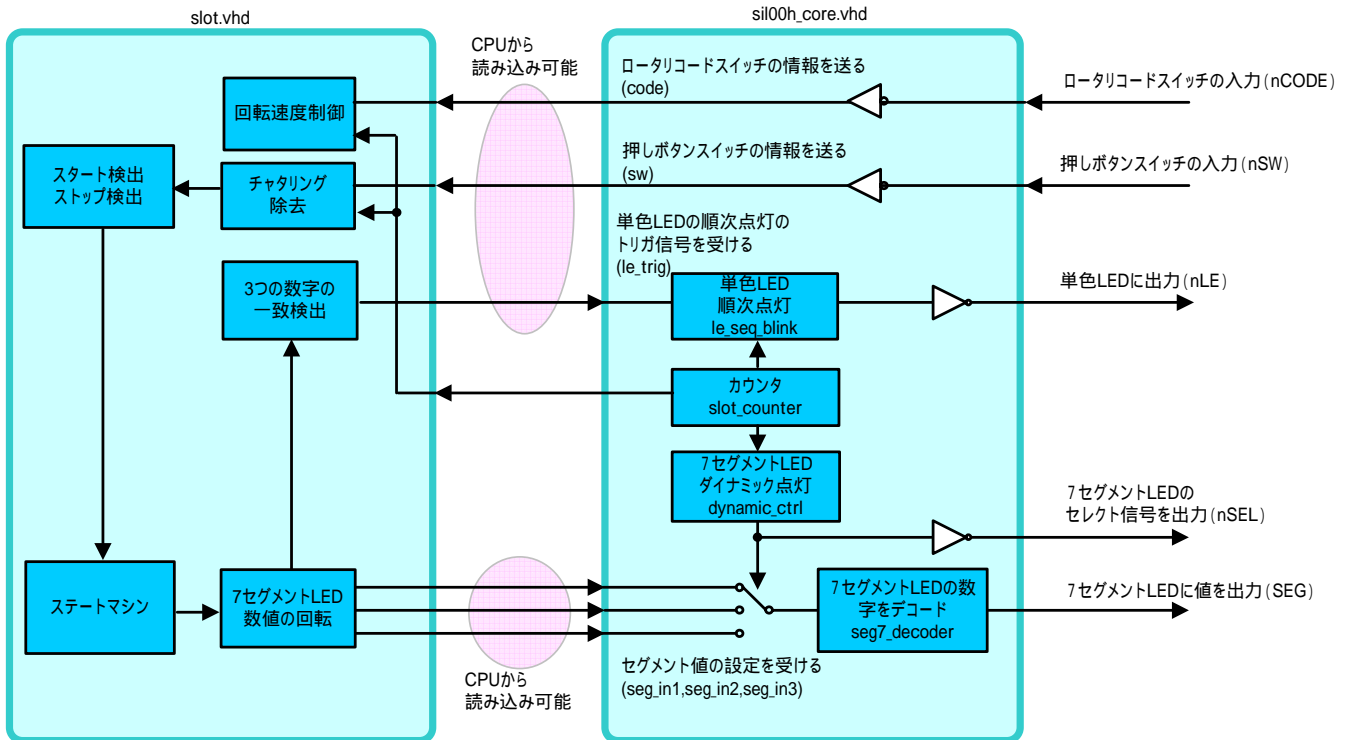 slot.vhd
sil00h_core.vhd
CPUから
読み込み可能
ロータリコードスイッチの情報を送る
(code)
ロータリコードスイッチの入力(nCODE)
回転速度制御
押しボタンスイッチの情報を送る
(sw)
押しボタンスイッチの入力(nSW)
スタート検出
ストップ検出
チャタリング
除去
単色LEDの順次点灯の
トリガ信号を受ける
(le_trig)
3つの数字の
一致検出
単色LED
順次点灯
le_seq_blink
単色LEDに出力(nLE)
カウンタ
slot_counter
7セグメントLED
ダイナミック点灯
dynamic_ctrl
7セグメントLEDの
セレクト信号を出力(nSEL)
ステートマシン
7セグメントLED
数値の回転
7セグメントLEDの数
字をデコード
seg7_decoder
7セグメントLEDに値を出力(SEG)
CPUから
読み込み可能
セグメント値の設定を受ける
(seg_in1,seg_in2,seg_in3)